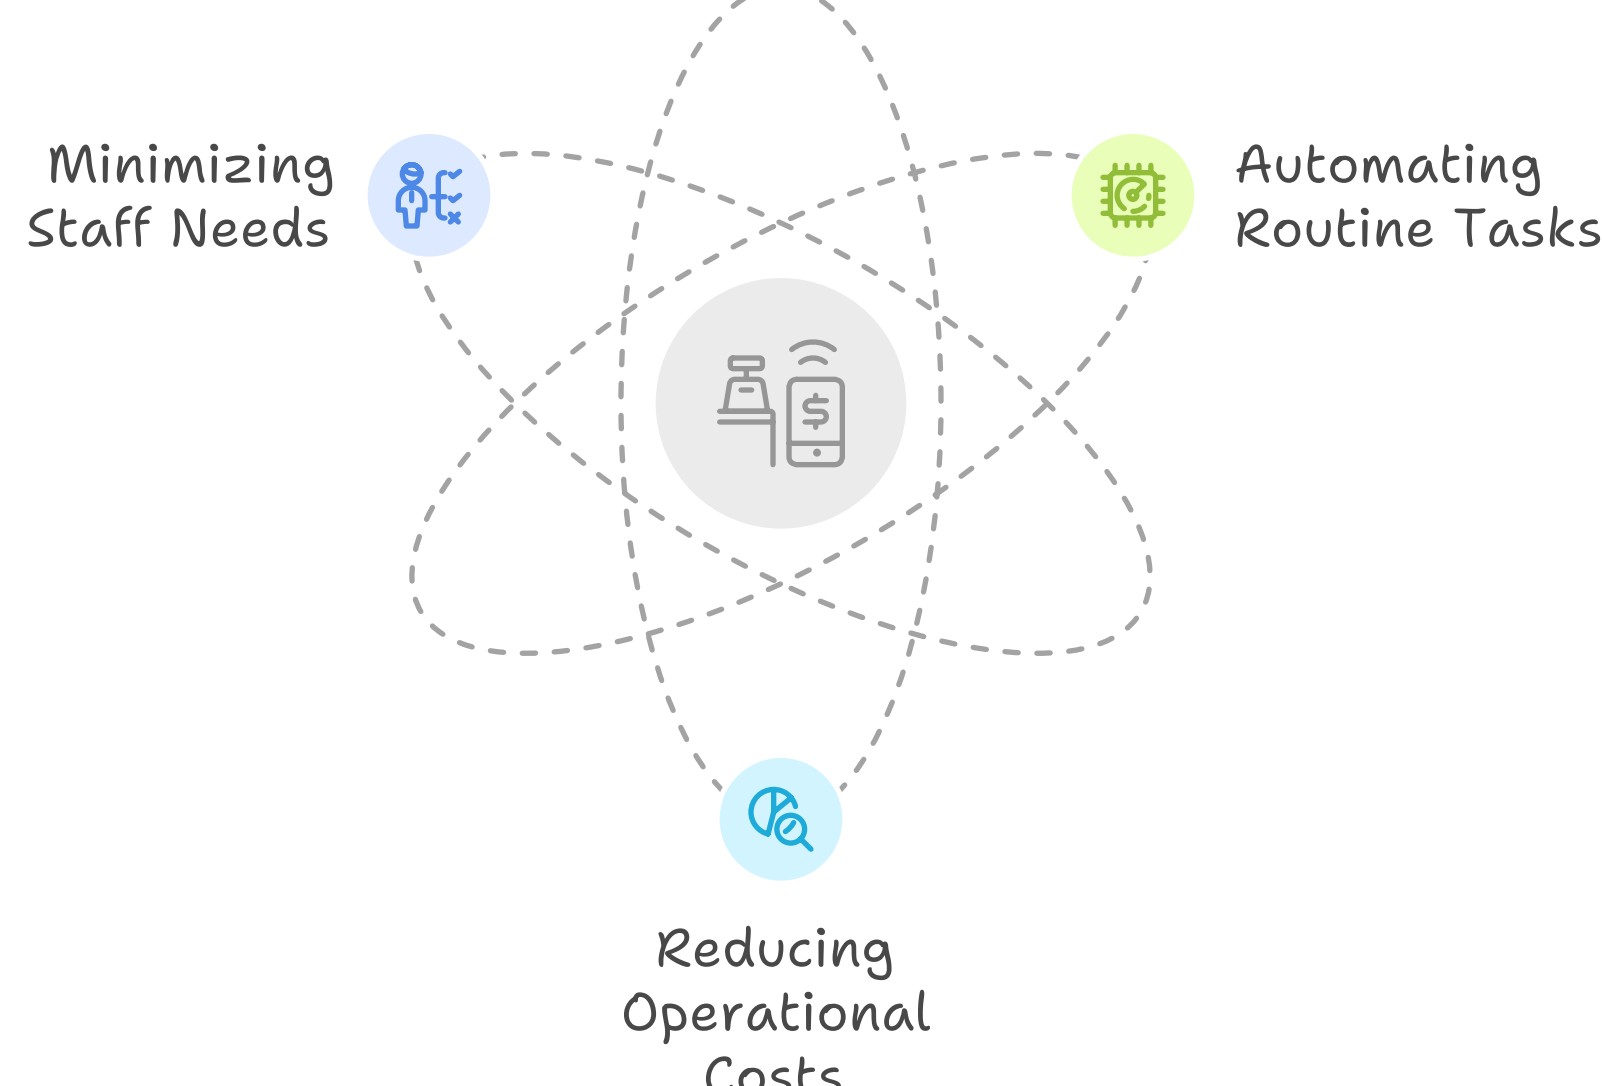 Minimizing
Staff Needs
Automating
Routine Tasks
$
Reducing
Operational
Costs